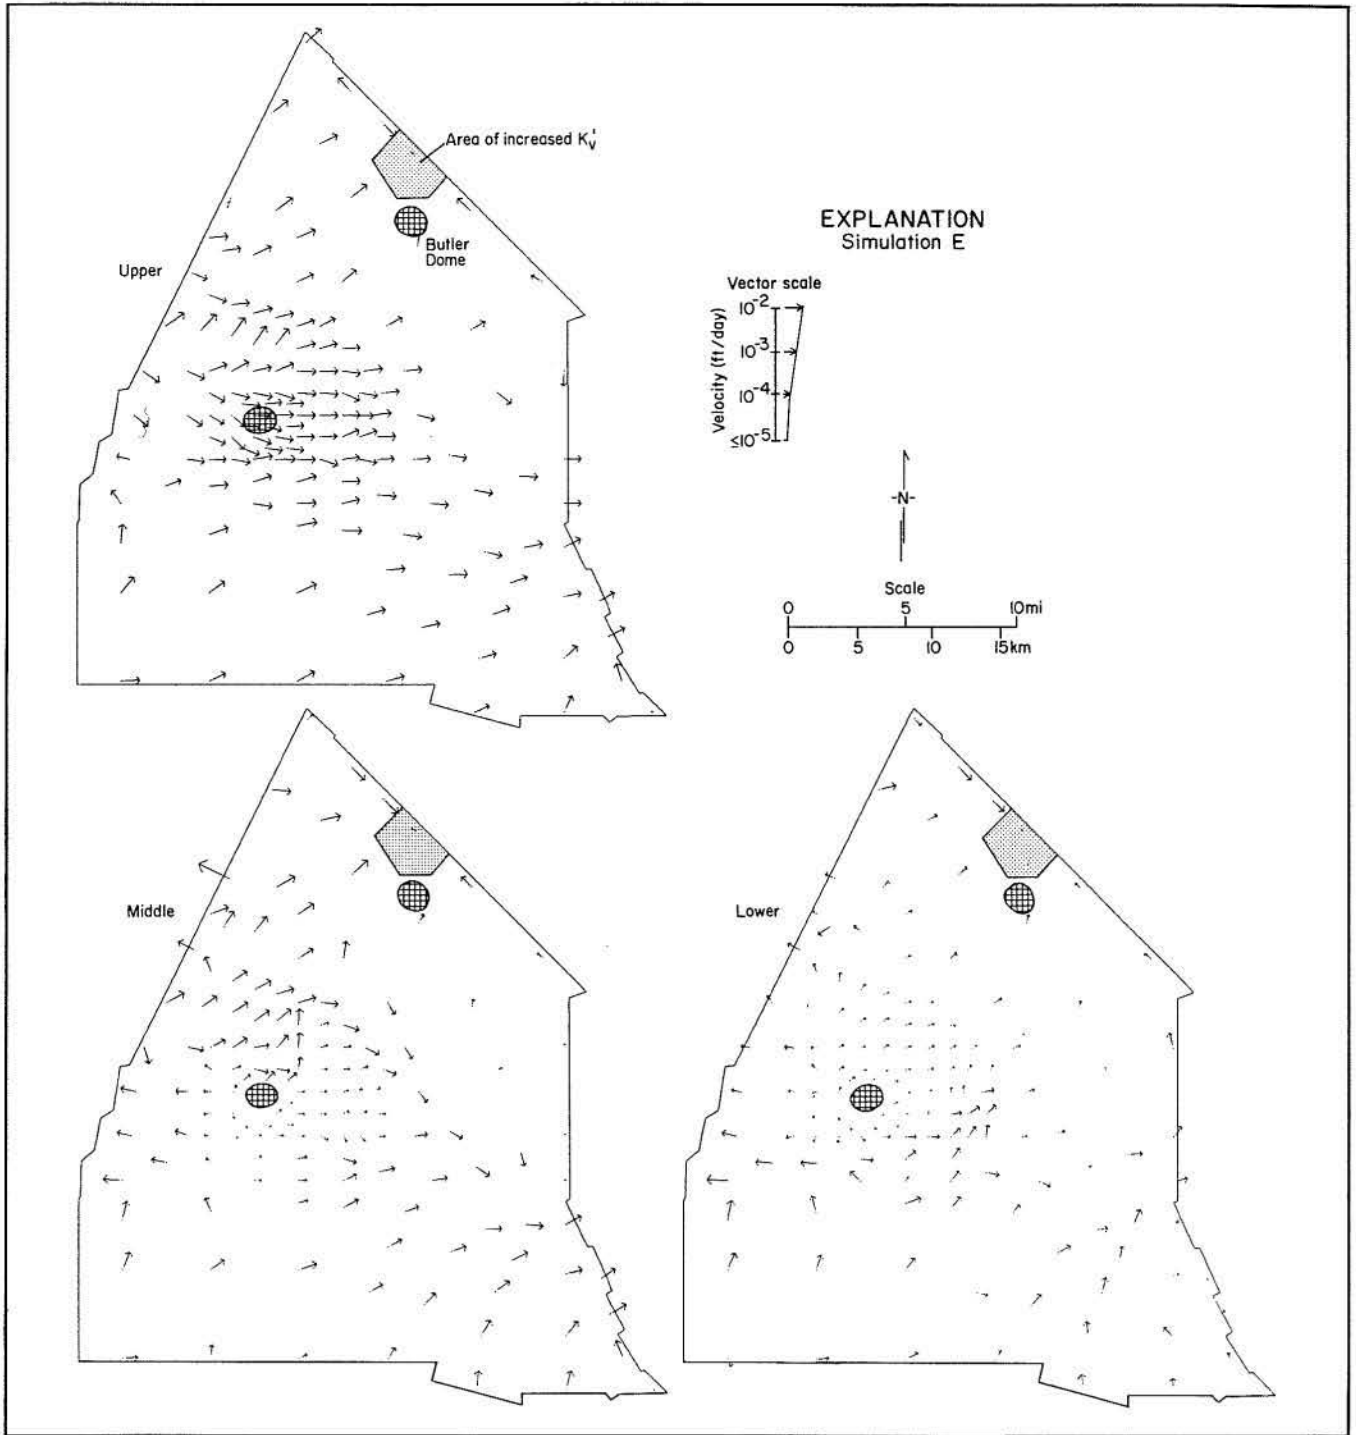 Area of increased K'v
Butler
Dome
Upper
EXPLANATION
Simulation E
Vector scale
Velocity (ft/day)
10-2
10-3
10-4
≤10-5
-N-
Scale
0 5 10mi
0 5 10 15km
Middle
Lower